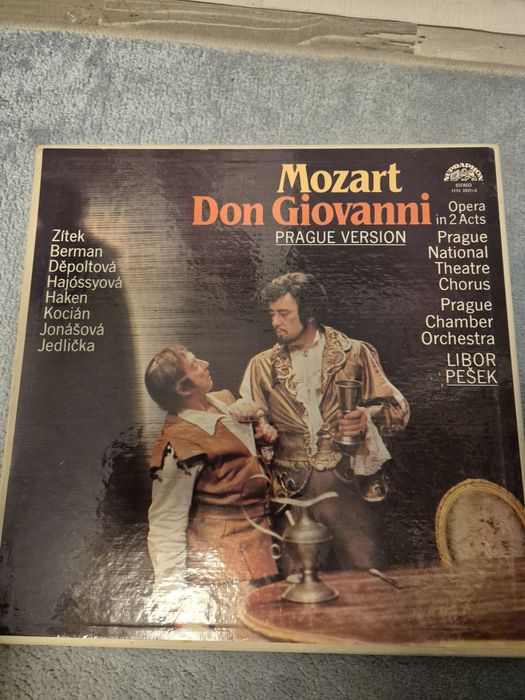 SUPRAPHON
STEREO
Mozart
Don Giovanni
PRAGUE VERSION
Opera
in 2 Acts
Prague
National
Theatre
Chorus
Prague
Chamber
Orchestra
LIBOR
PEŠEK
Zítek
Berman
Děpoltová
Hajóssyová
Haken
Kocián
Jonášová
Jedlička